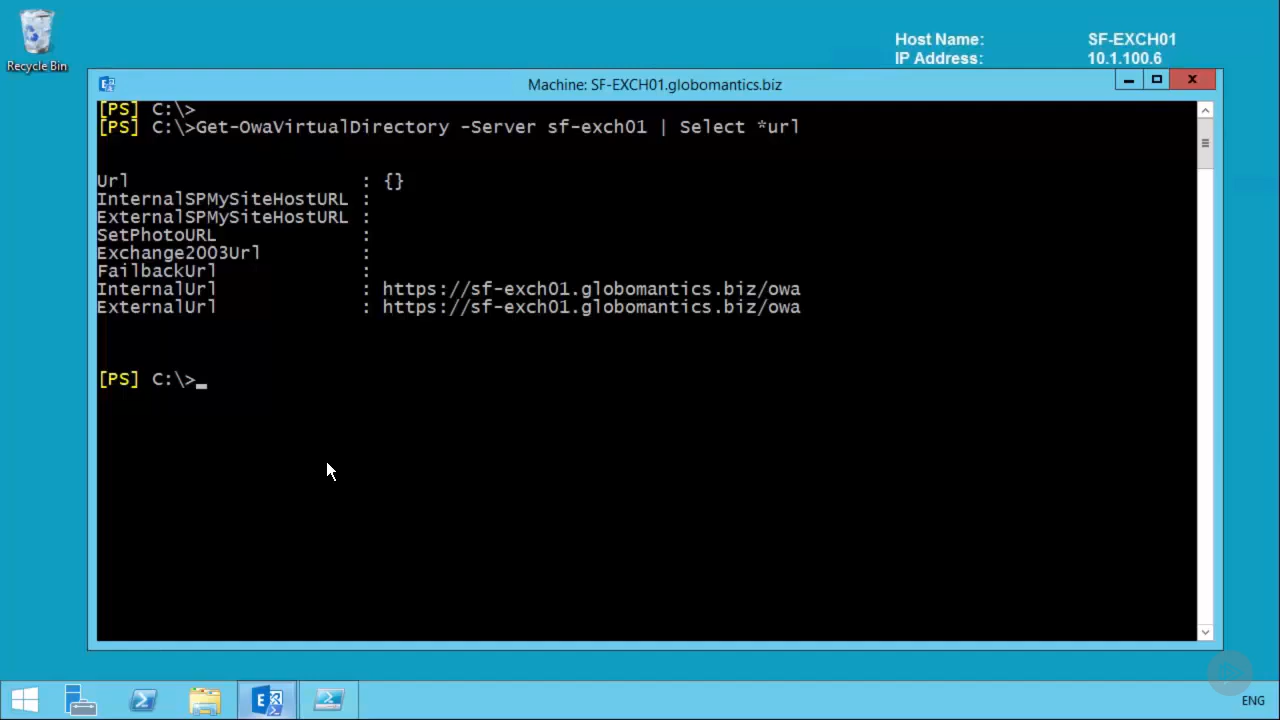 Recycle Bin
Host Name: SF-EXCH01
IP Address: 10.1.100.6
Machine: SF-EXCH01.globomantics.biz
[PS] C:\>
[PS] C:\>Get-OwaVirtualDirectory -Server sf-exch01 | Select *url
Url : {}
InternalSPMySiteHostURL :
ExternalSPMySiteHostURL :
SetPhotoURL :
Exchange2003Url :
FailbackUrl :
InternalUrl : https://sf-exch01.globomantics.biz/owa
ExternalUrl : https://sf-exch01.globomantics.biz/owa
[PS] C:\>_
ENG